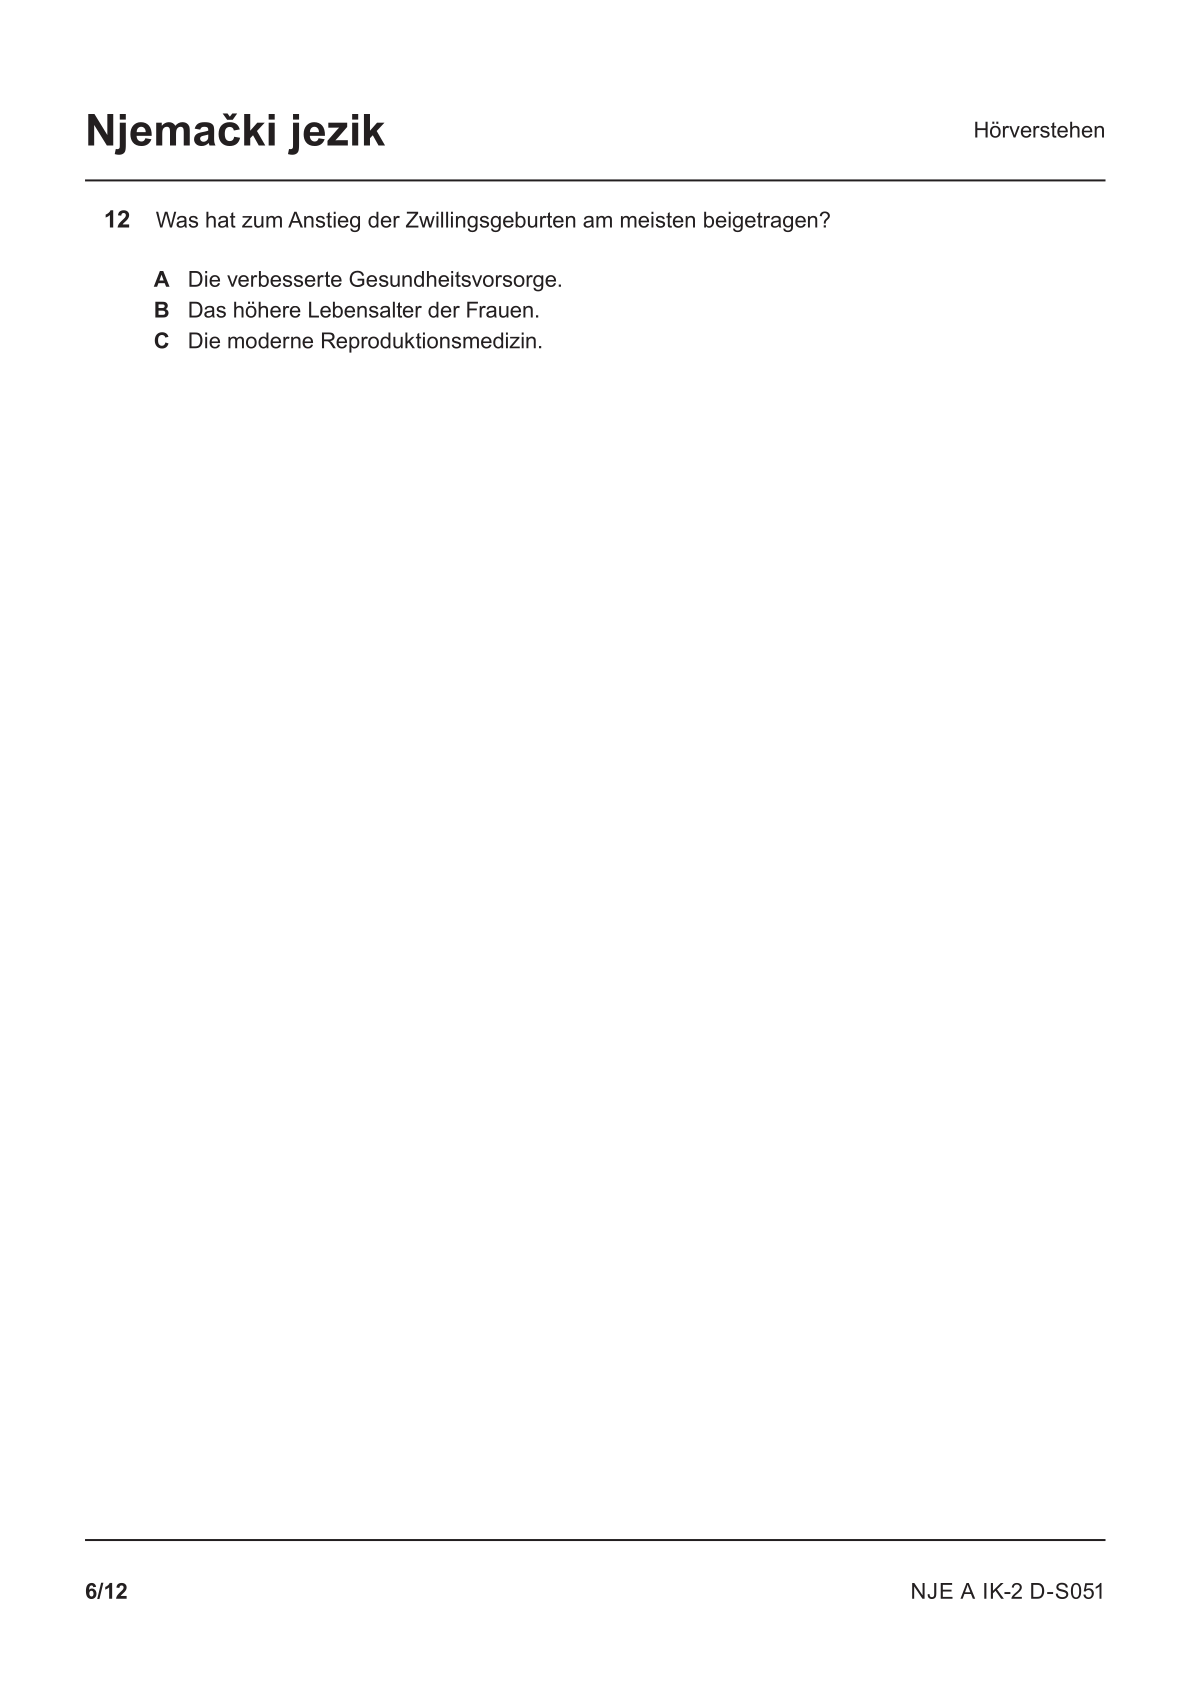 Njemački jezik
Hörverstehen
12 Was hat zum Anstieg der Zwillingsgeburten am meisten beigetragen?
A Die verbesserte Gesundheitsvorsorge.
B Das höhere Lebensalter der Frauen.
C Die moderne Reproduktionsmedizin.
6/12
NJE A IK-2 D-S051